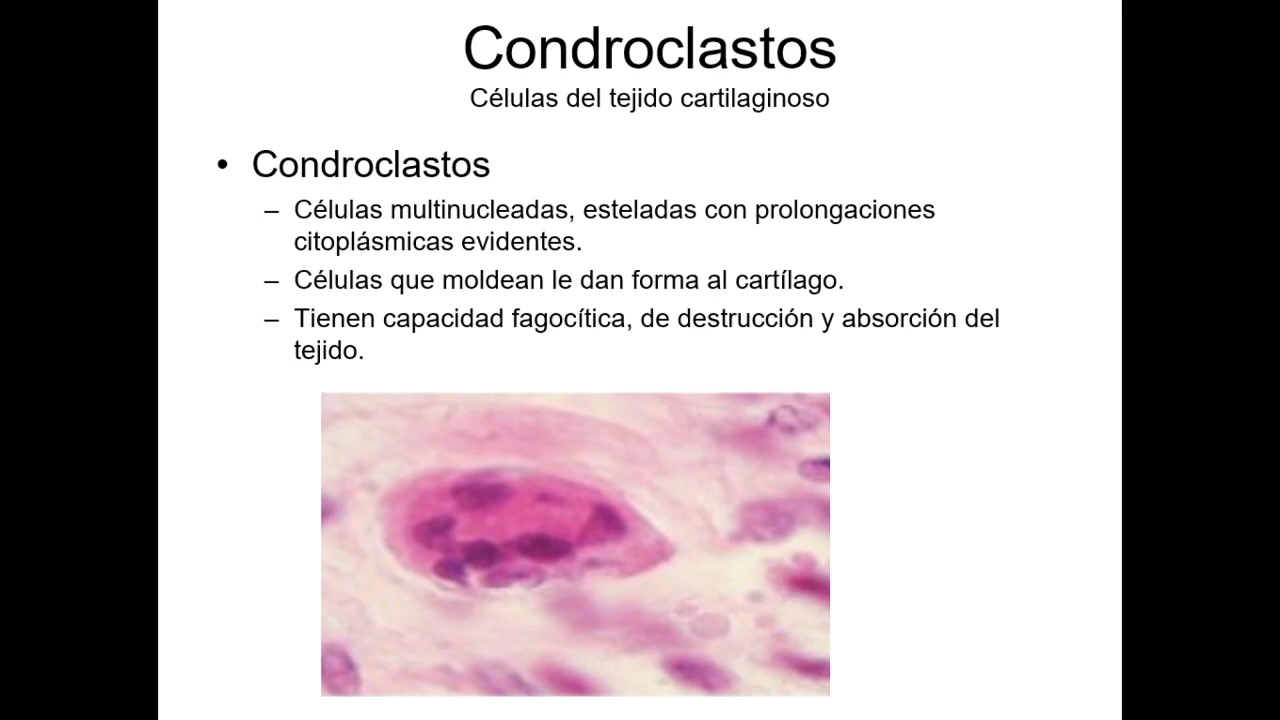 Condroclastos
Células del tejido cartilaginoso
• Condroclastos
– Células multinucleadas, esteladas con prolongaciones
citoplásmicas evidentes.
– Células que moldean le dan forma al cartílago.
– Tienen capacidad fagocítica, de destrucción y absorción del
tejido.